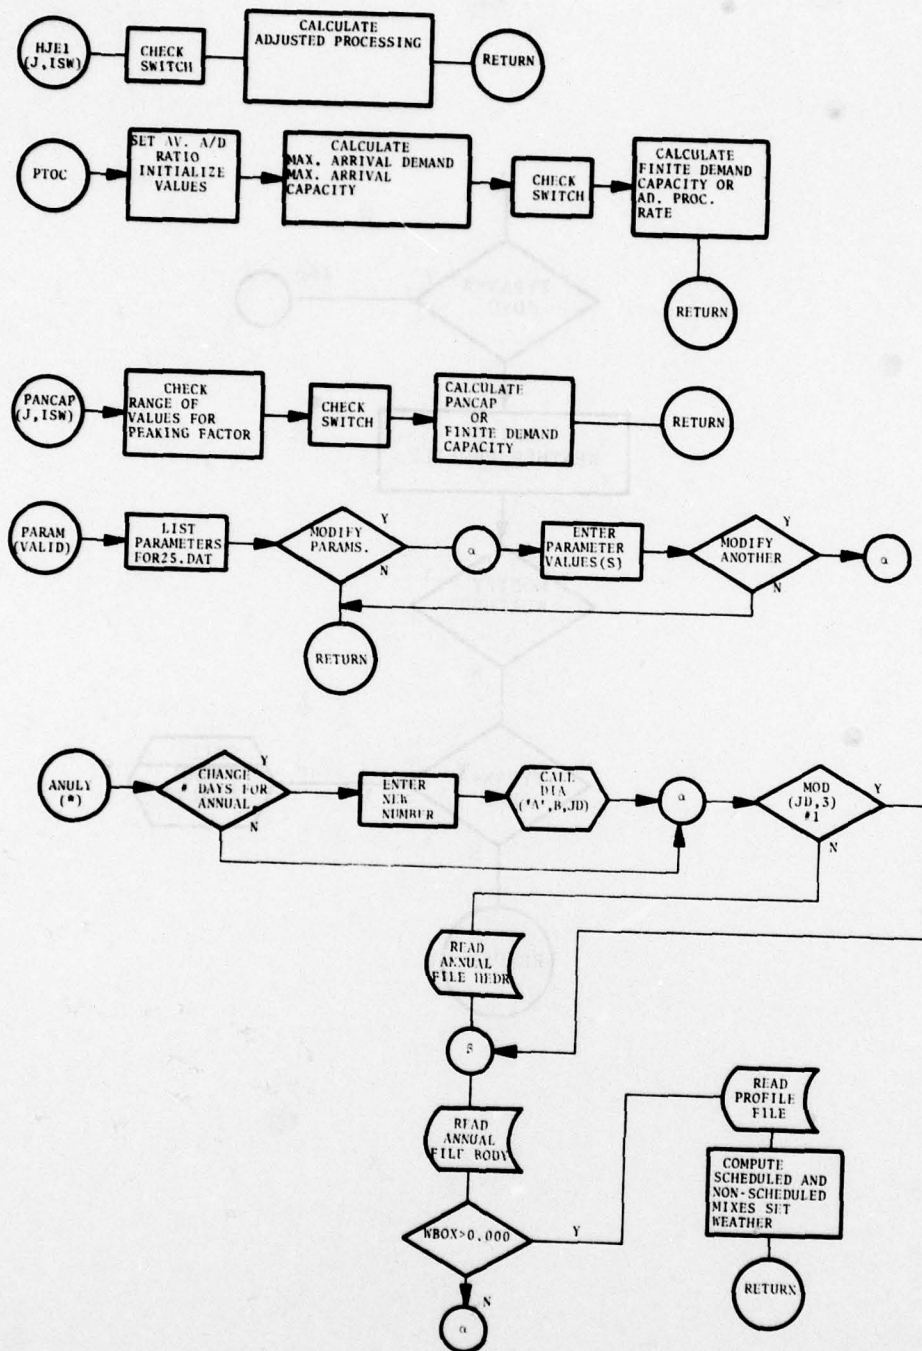 HJE1
(J,ISW)
CHECK
SWITCH
CALCULATE
ADJUSTED PROCESSING
RETURN
PTOC
SET AV. A/D
RATIO
INITIALIZE
VALUES
CALCULATE
MAX. ARRIVAL DEMAND
MAX. ARRIVAL
CAPACITY
CHECK
SWITCH
CALCULATE
FINITE DEMAND
CAPACITY OR
AD. PROC.
RATE
RETURN
PANCAP
(J,ISW)
CHECK
RANGE OF
VALUES FOR
PEAKING FACTOR
CHECK
SWITCH
CALCULATE
PANCAP
OR
FINITE DEMAND
CAPACITY
RETURN
PARAM
(VALID)
LIST
PARAMETERS
FOR25.DAT
MODIFY
PARAMS.
Y
N
α
ENTER
PARAMETER
VALUES(S)
MODIFY
ANOTHER
Y
N
α
RETURN
ANULY
(*)
CHANGE
# DAYS FOR
ANNUAL.
Y
N
ENTER
NEW
NUMBER
CALL
DIA
('A',B,JD)
α
MOD
(JD,3)
#1
Y
N
READ
ANNUAL
FILE HEDR
READ
ANNUAL
FILE BODY
WBOX>0.000
Y
N
α
READ
PROFILE
FILE
COMPUTE
SCHEDULED AND
NON-SCHEDULED
MIXES SET
WEATHER
RETURN